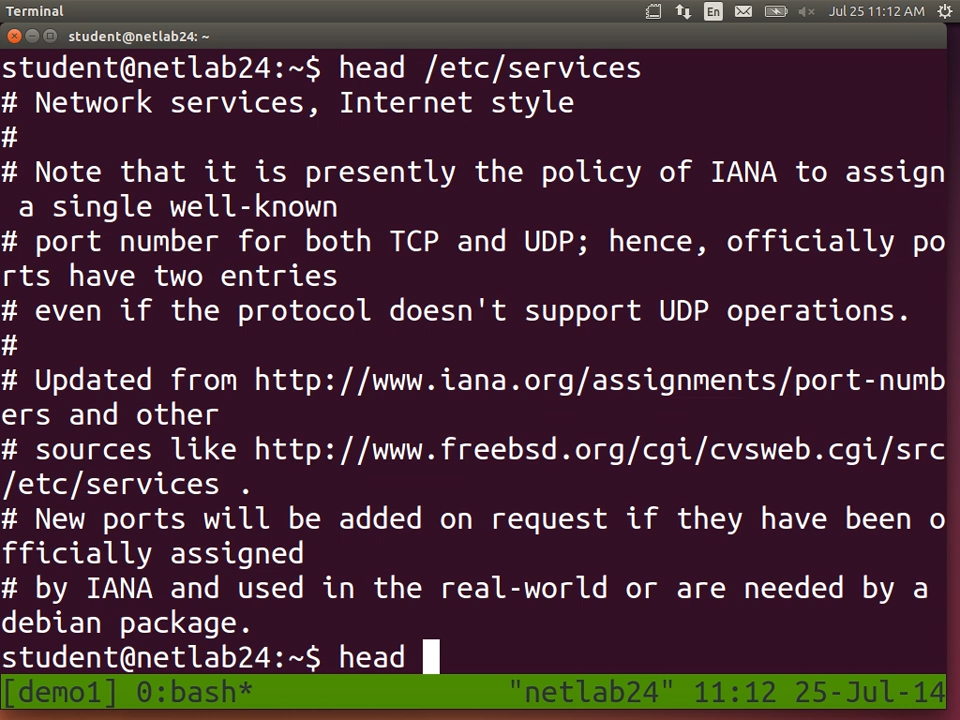 Terminal
En
Jul 25 11:12 AM
student@netlab24: ~
student@netlab24:~$ head /etc/services
# Network services, Internet style
#
# Note that it is presently the policy of IANA to assign
 a single well-known
# port number for both TCP and UDP; hence, officially po
rts have two entries
# even if the protocol doesn't support UDP operations.
#
# Updated from http://www.iana.org/assignments/port-numb
ers and other
# sources like http://www.freebsd.org/cgi/cvsweb.cgi/src
/etc/services .
# New ports will be added on request if they have been o
fficially assigned
# by IANA and used in the real-world or are needed by a
debian package.
student@netlab24:~$ head
[demo1] 0:bash* "netlab24" 11:12 25-Jul-14